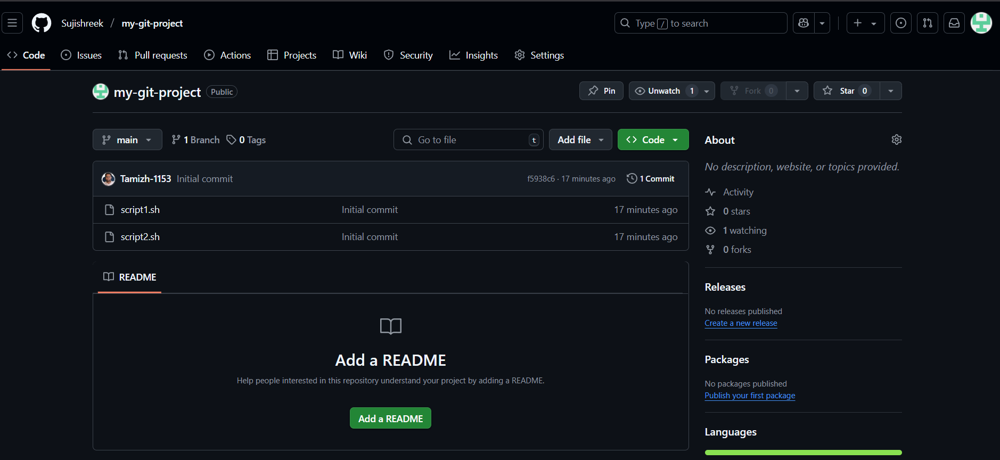 Sujishreek / my-git-project
Type / to search
Code Issues Pull requests Actions Projects Wiki Security Insights Settings
my-git-project Public
Pin Unwatch 1 Fork 0 Star 0
main 1 Branch 0 Tags
Go to file t Add file Code
Tamizh-1153 Initial commit f5938c6 · 17 minutes ago 1 Commit
script1.sh Initial commit 17 minutes ago
script2.sh Initial commit 17 minutes ago
README
Add a README
Help people interested in this repository understand your project by adding a README.
Add a README
About
No description, website, or topics provided.
Activity
0 stars
1 watching
0 forks
Releases
No releases published
Create a new release
Packages
No packages published
Publish your first package
Languages